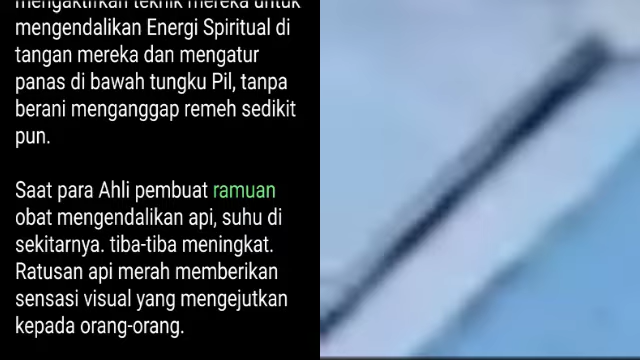 mengaktifkan teknik mereka untuk
mengendalikan Energi Spiritual di
tangan mereka dan mengatur
panas di bawah tungku Pil, tanpa
berani menganggap remeh sedikit
pun.
Saat para Ahli pembuat ramuan
obat mengendalikan api, suhu di
sekitarnya. tiba-tiba meningkat.
Ratusan api merah memberikan
sensasi visual yang mengejutkan
kepada orang-orang.